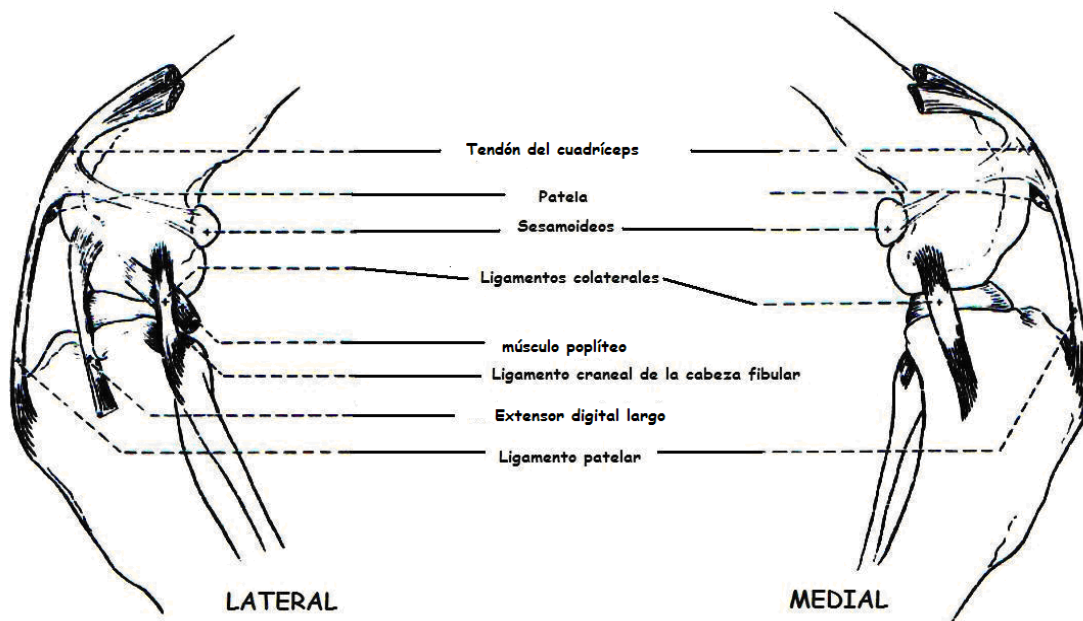 Tendón del cuadríceps
Patela
Sesamoideos
Ligamentos colaterales
músculo poplíteo
Ligamento craneal de la cabeza fibular
Extensor digital largo
Ligamento patelar
LATERAL
MEDIAL